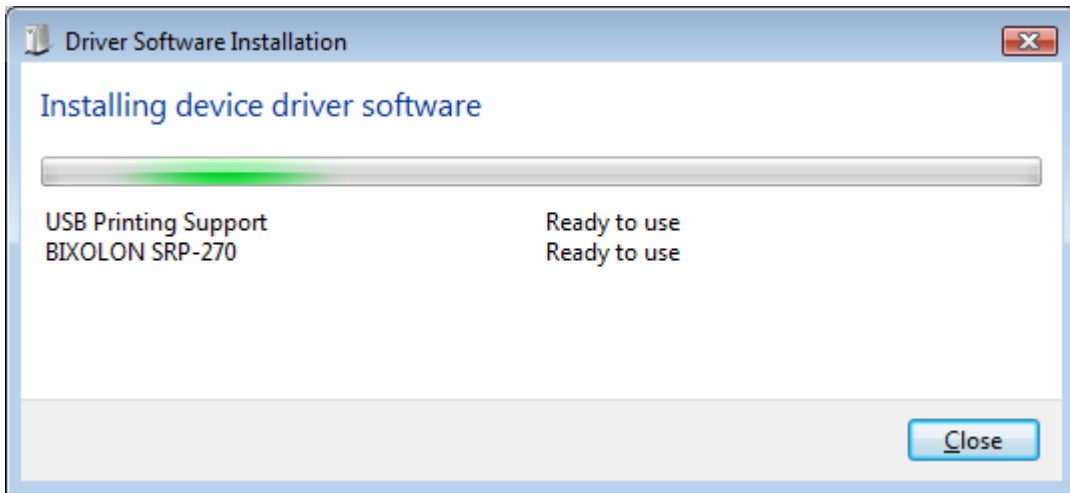 Driver Software Installation
Installing device driver software
USB Printing Support Ready to use
BIXOLON SRP-270 Ready to use
Close